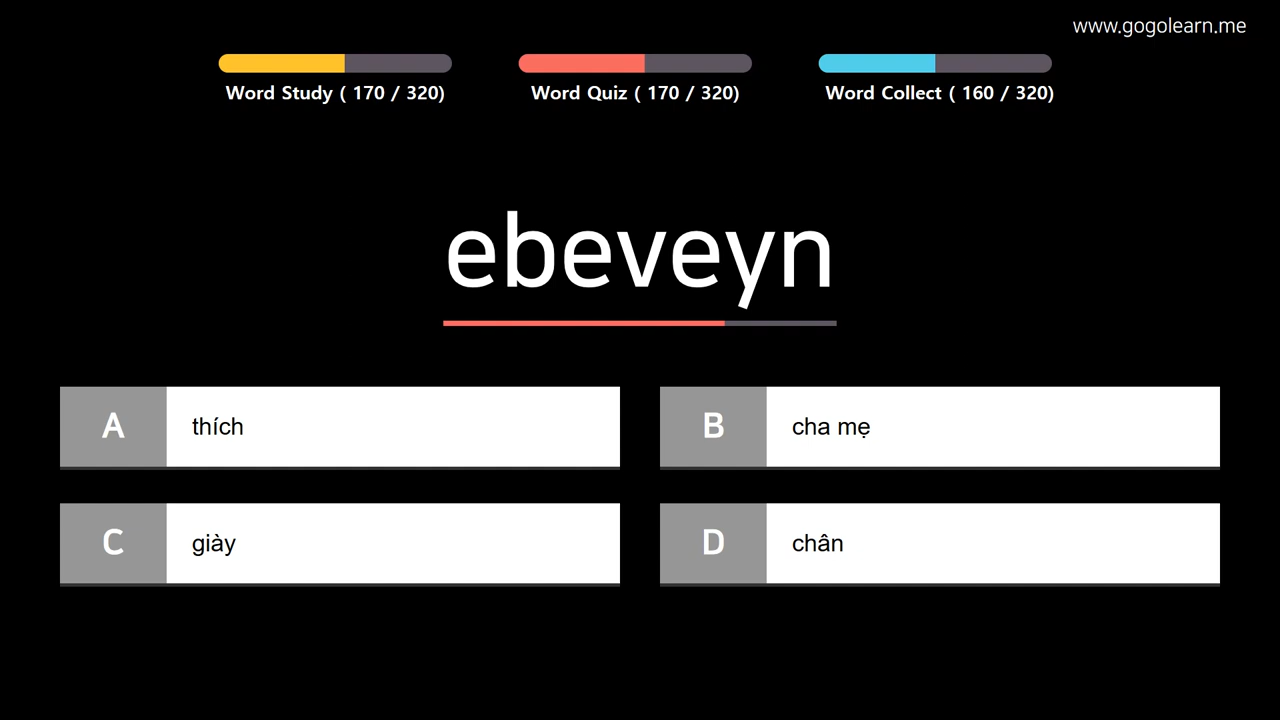 www.gogolearn.me
Word Study ( 170 / 320)
Word Quiz ( 170 / 320)
Word Collect ( 160 / 320)
ebeveyn
A thích
B cha mẹ
C giày
D chân